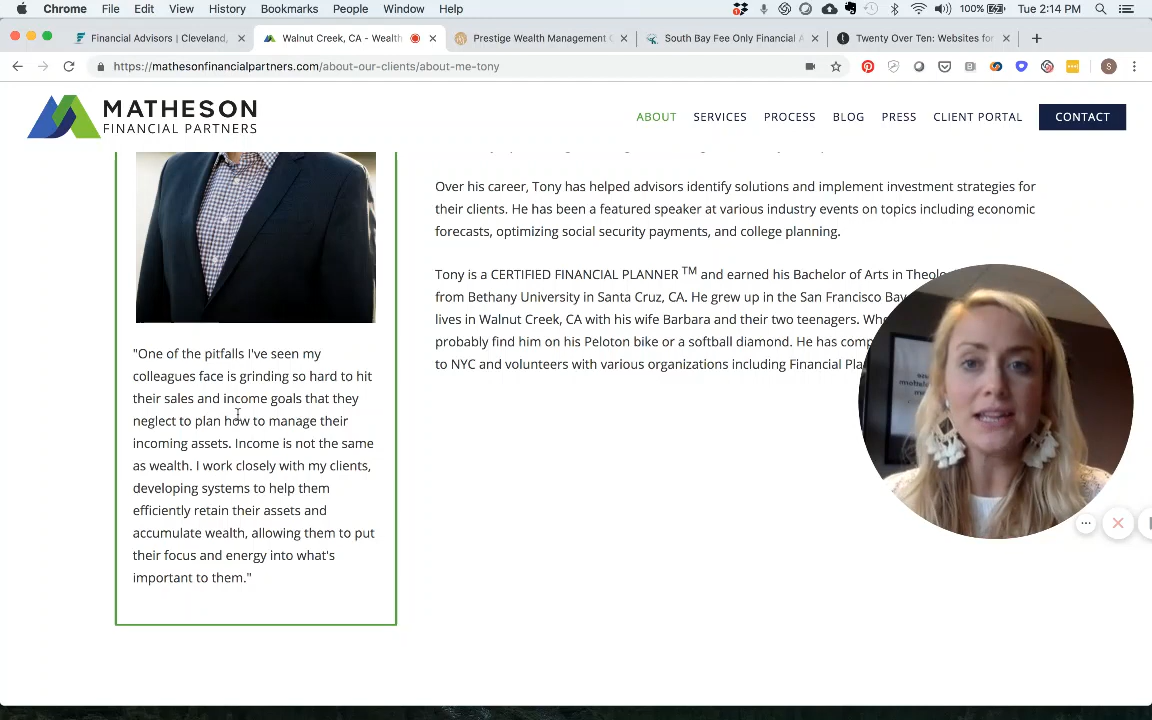 Chrome File Edit View History Bookmarks People Window Help 100% Tue 2:14 PM
Financial Advisors | Cleveland, Walnut Creek, CA - Wealth Prestige Wealth Management South Bay Fee Only Financial Twenty Over Ten: Websites for
https://mathesonfinancialpartners.com/about-our-clients/about-me-tony
MATHESON
FINANCIAL PARTNERS
ABOUT SERVICES PROCESS BLOG PRESS CLIENT PORTAL CONTACT
Over his career, Tony has helped advisors identify solutions and implement investment strategies for
their clients. He has been a featured speaker at various industry events on topics including economic
forecasts, optimizing social security payments, and college planning.
Tony is a CERTIFIED FINANCIAL PLANNER TM and earned his Bachelor of Arts in
from Bethany University in Santa Cruz, CA. He grew up in the San Francisco
lives in Walnut Creek, CA with his wife Barbara and their two teenagers.
probably find him on his Peloton bike or a softball diamond. He has
to NYC and volunteers with various organizations including Financial
"One of the pitfalls I've seen my
colleagues face is grinding so hard to hit
their sales and income goals that they
neglect to plan how to manage their
incoming assets. Income is not the same
as wealth. I work closely with my clients,
developing systems to help them
efficiently retain their assets and
accumulate wealth, allowing them to put
their focus and energy into what's
important to them."